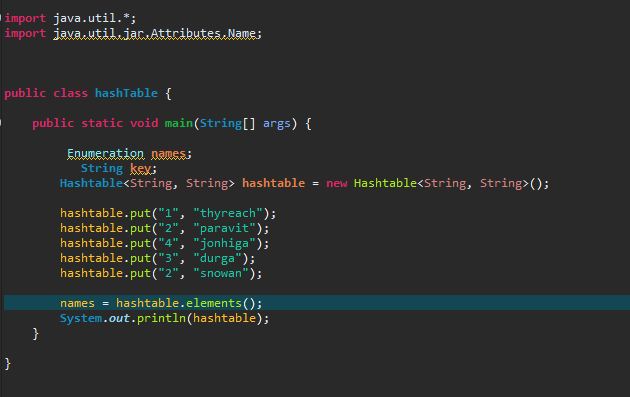 import java.util.*;
import java.util.jar.Attributes.Name;
public class hashTable {
public static void main(String[] args) {
Enumeration names;
String key;
Hashtable<String, String> hashtable = new Hashtable<String, String>();
hashtable.put("1", "thyreach");
hashtable.put("2", "paravit");
hashtable.put("4", "jonhiga");
hashtable.put("3", "durga");
hashtable.put("2", "snowan");
names = hashtable.elements();
System.out.println(hashtable);
}
}